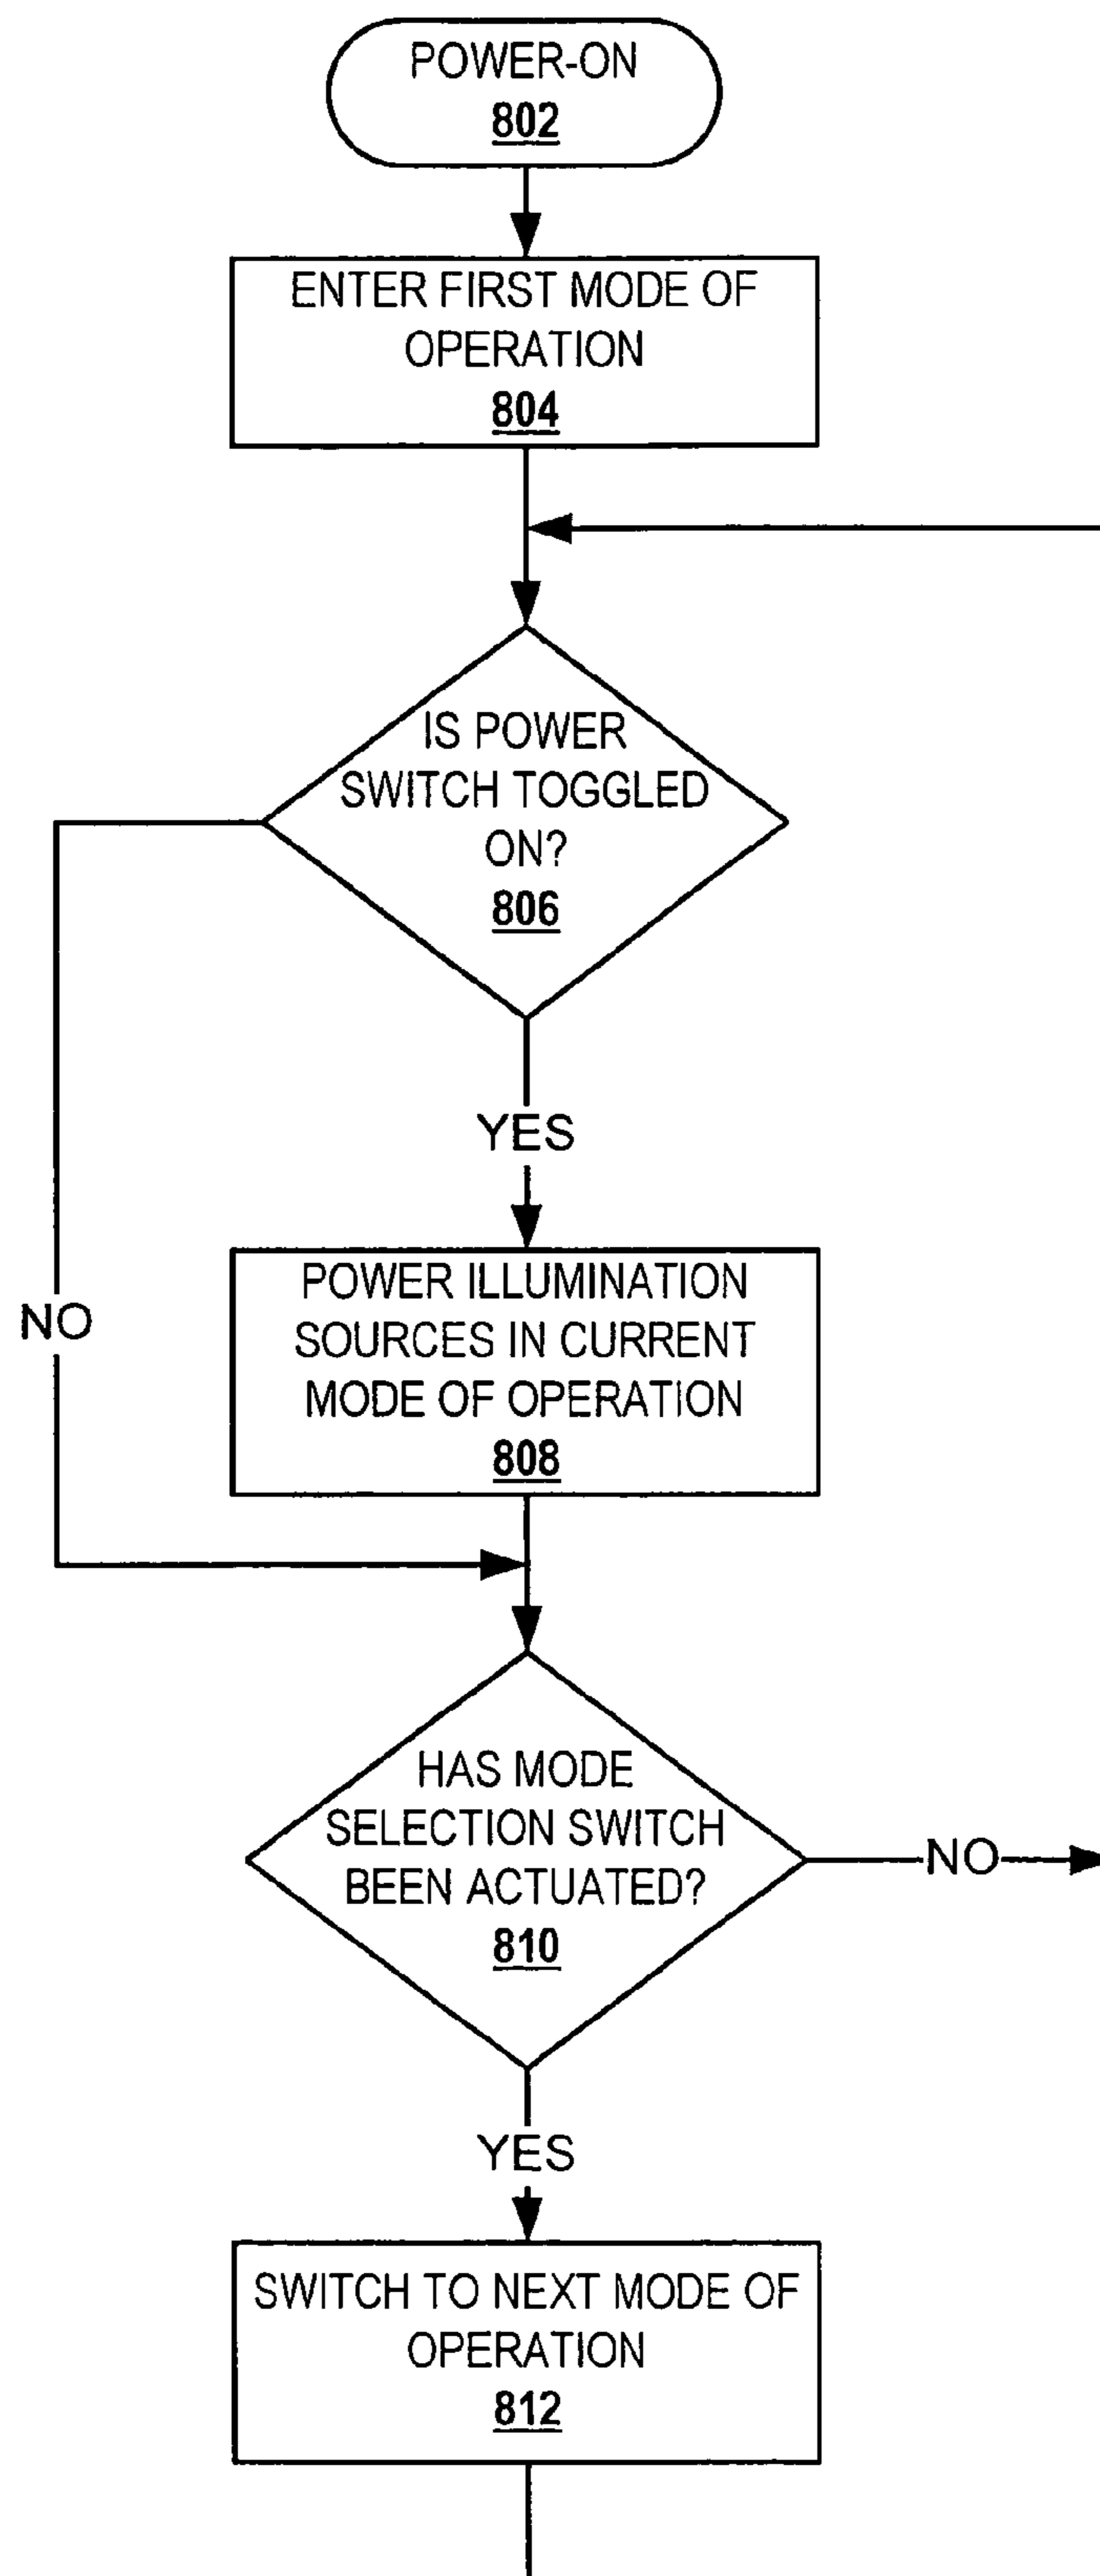 POWER-ON
802
ENTER FIRST MODE OF
OPERATION
804
IS POWER
SWITCH TOGGLED
ON?
806
YES
NO
POWER ILLUMINATION
SOURCES IN CURRENT
MODE OF OPERATION
808
HAS MODE
SELECTION SWITCH
BEEN ACTUATED?
810
NO
YES
SWITCH TO NEXT MODE OF
OPERATION
812